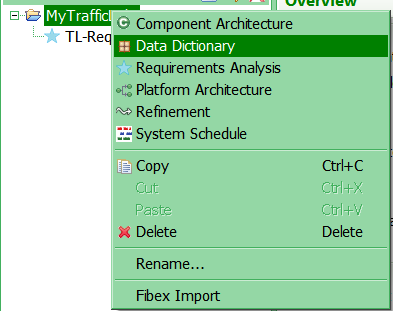 Overview
MyTraffic
TL-Req
Component Architecture
Data Dictionary
Requirements Analysis
Platform Architecture
Refinement
System Schedule
Copy Ctrl+C
Cut Ctrl+X
Paste Ctrl+V
Delete Delete
Rename...
Fibex Import